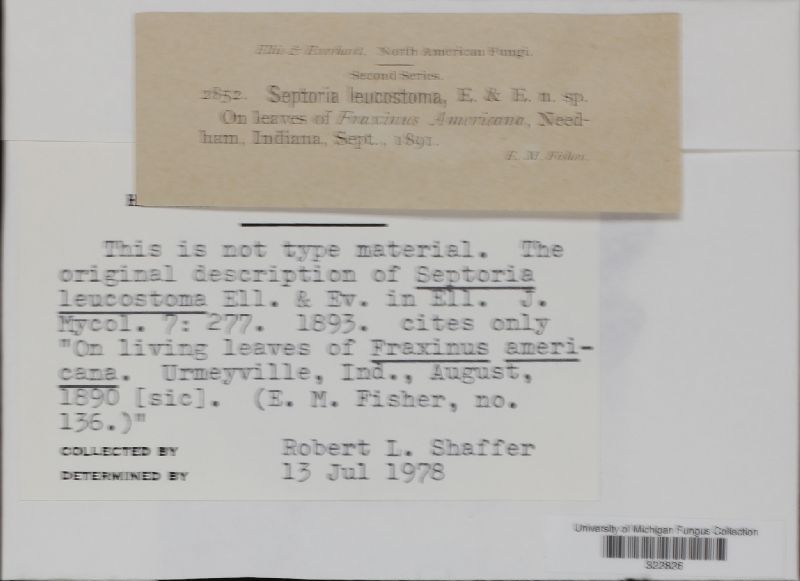 Ellis & Everhart. North American Fungi.
Second Series.
2852. Septoria leucostoma, E. & E. n. sp.
On leaves of Fraxinus Americana, Need-
ham, Indiana, Sept., 1891.
E. M. Fisher.
H
This is not type material. The
original description of Septoria
leucostoma Ell. & Ev. in Ell. J.
Mycol. 7: 277. 1893. cites only
"On living leaves of Fraxinus ameri-
cana. Urmeyville, Ind., August,
1890 [sic]. (E. M. Fisher, no.
136.)"
COLLECTED BY Robert L. Shaffer
DETERMINED BY 13 Jul 1978
University of Michigan Fungus Collection
322826